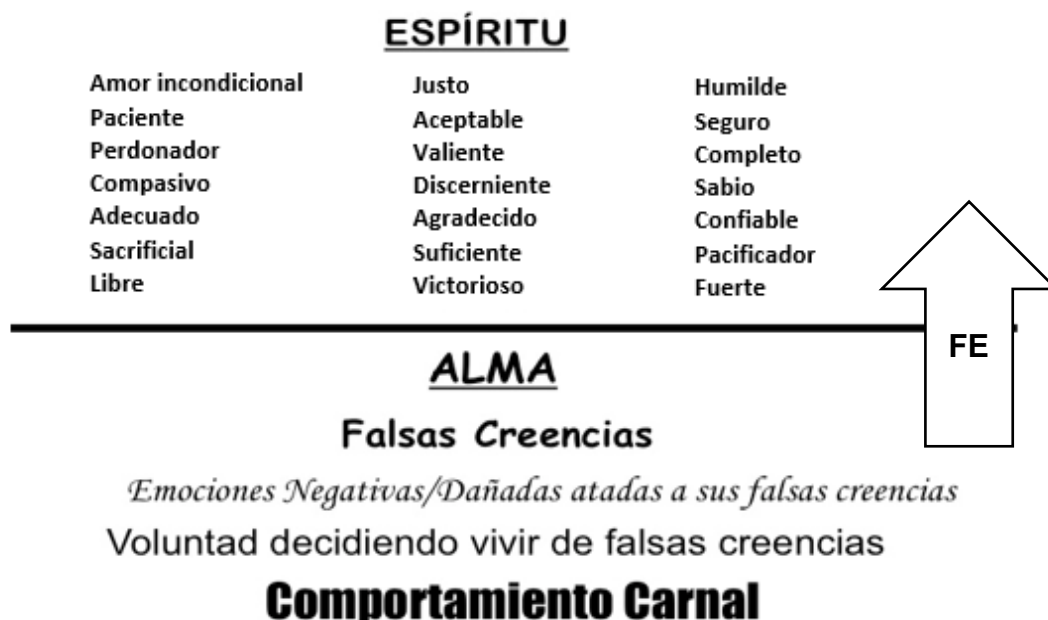 ESPÍRITU
Amor incondicional Justo Humilde
Paciente Aceptable Seguro
Perdonador Valiente Completo
Compasivo Discerniente Sabio
Adecuado Agradecido Confiable
Sacrificial Suficiente Pacificador
Libre Victorioso Fuerte
FE
ALMA
Falsas Creencias
Emociones Negativas/Dañadas atadas a sus falsas creencias
Voluntad decidiendo vivir de falsas creencias
Comportamiento Carnal